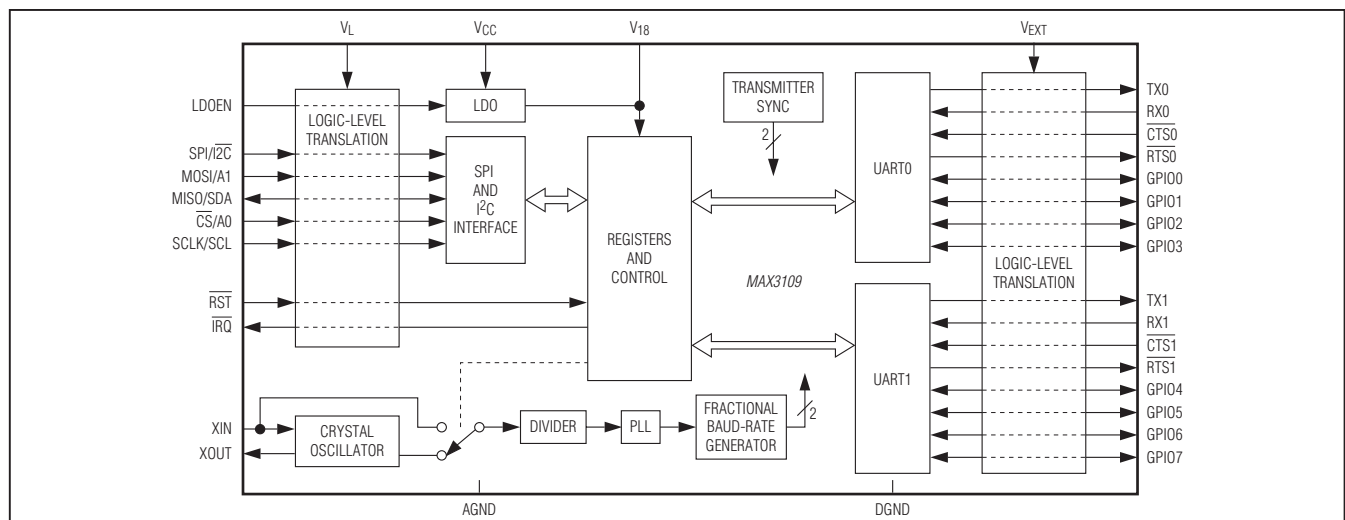 VL
VCC
V18
VEXT
LDOEN
SPI/I2C
MOSI/A1
MISO/SDA
CS/A0
SCLK/SCL
RST
IRQ
XIN
XOUT
LOGIC-LEVEL
TRANSLATION
LDO
SPI
AND
I2C
INTERFACE
REGISTERS
AND
CONTROL
TRANSMITTER
SYNC
2
MAX3109
CRYSTAL
OSCILLATOR
DIVIDER
PLL
FRACTIONAL
BAUD-RATE
GENERATOR
2
UART0
UART1
LOGIC-LEVEL
TRANSLATION
TX0
RX0
CTS0
RTS0
GPIO0
GPIO1
GPIO2
GPIO3
TX1
RX1
CTS1
RTS1
GPIO4
GPIO5
GPIO6
GPIO7
AGND
DGND